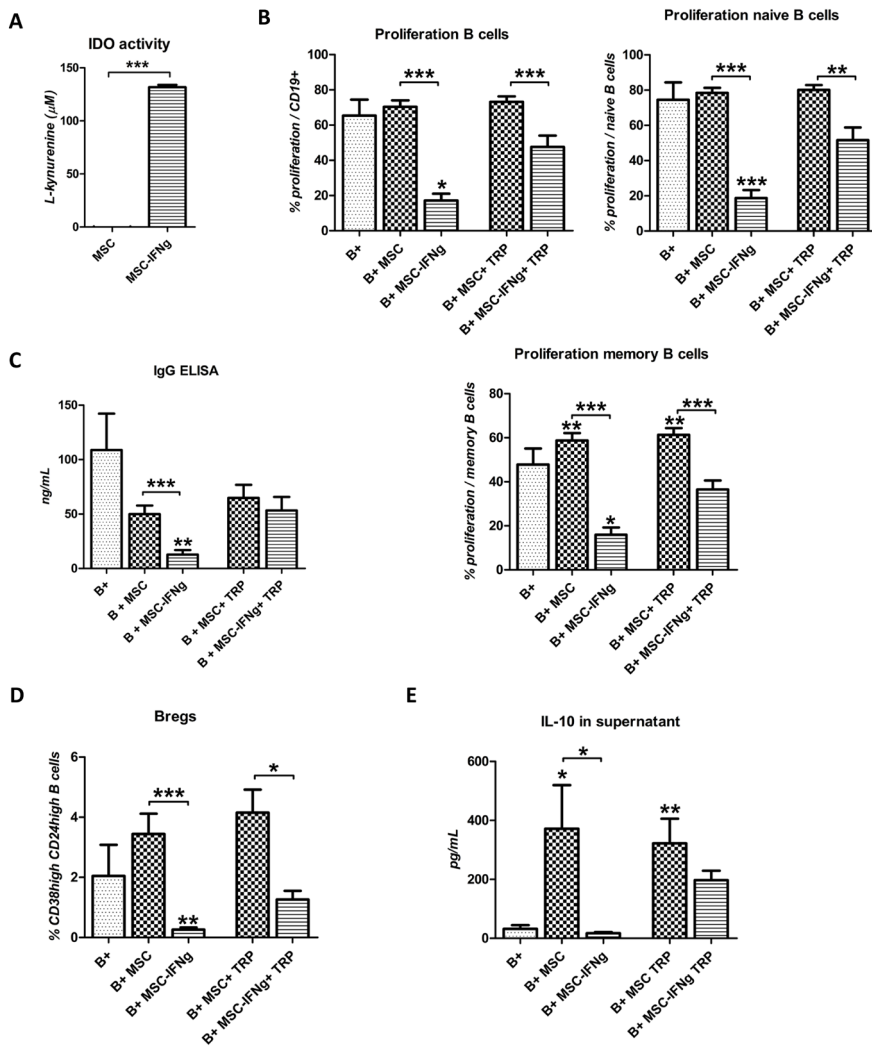 A
IDO activity
***
L-kynurenine (μM)
150
100
50
0
MSC
MSC-IFNg
B
Proliferation B cells
% proliferation / CD19+
100
80
60
40
20
0
***
***
*
B+
B+ MSC
B+ MSC-IFNg
B+ MSC+ TRP
B+ MSC-IFNg+ TRP
Proliferation naive B cells
% proliferation / naive B cells
100
80
60
40
20
0
***
**
***
B+
B+ MSC
B+ MSC-IFNg
B+ MSC+ TRP
B+ MSC-IFNg+ TRP
C
IgG ELISA
ng/mL
150
100
50
0
***
**
B+
B + MSC
B + MSC-IFNg
B + MSC+ TRP
B + MSC-IFNg+ TRP
Proliferation memory B cells
% proliferation / memory B cells
80
60
40
20
0
***
***
**
**
*
B+
B+ MSC
B+ MSC-IFNg
B+ MSC+ TRP
B+ MSC-IFNg+ TRP
D
Bregs
% CD38high CD24high B cells
6
4
2
0
***
*
**
B+
B+ MSC
B+ MSC-IFNg
B+ MSC+ TRP
B+ MSC-IFNg+ TRP
E
IL-10 in supernatant
pg/mL
600
400
200
0
*
*
**
B+
B+ MSC
B+ MSC-IFNg
B+ MSC TRP
B+ MSC-IFNg TRP